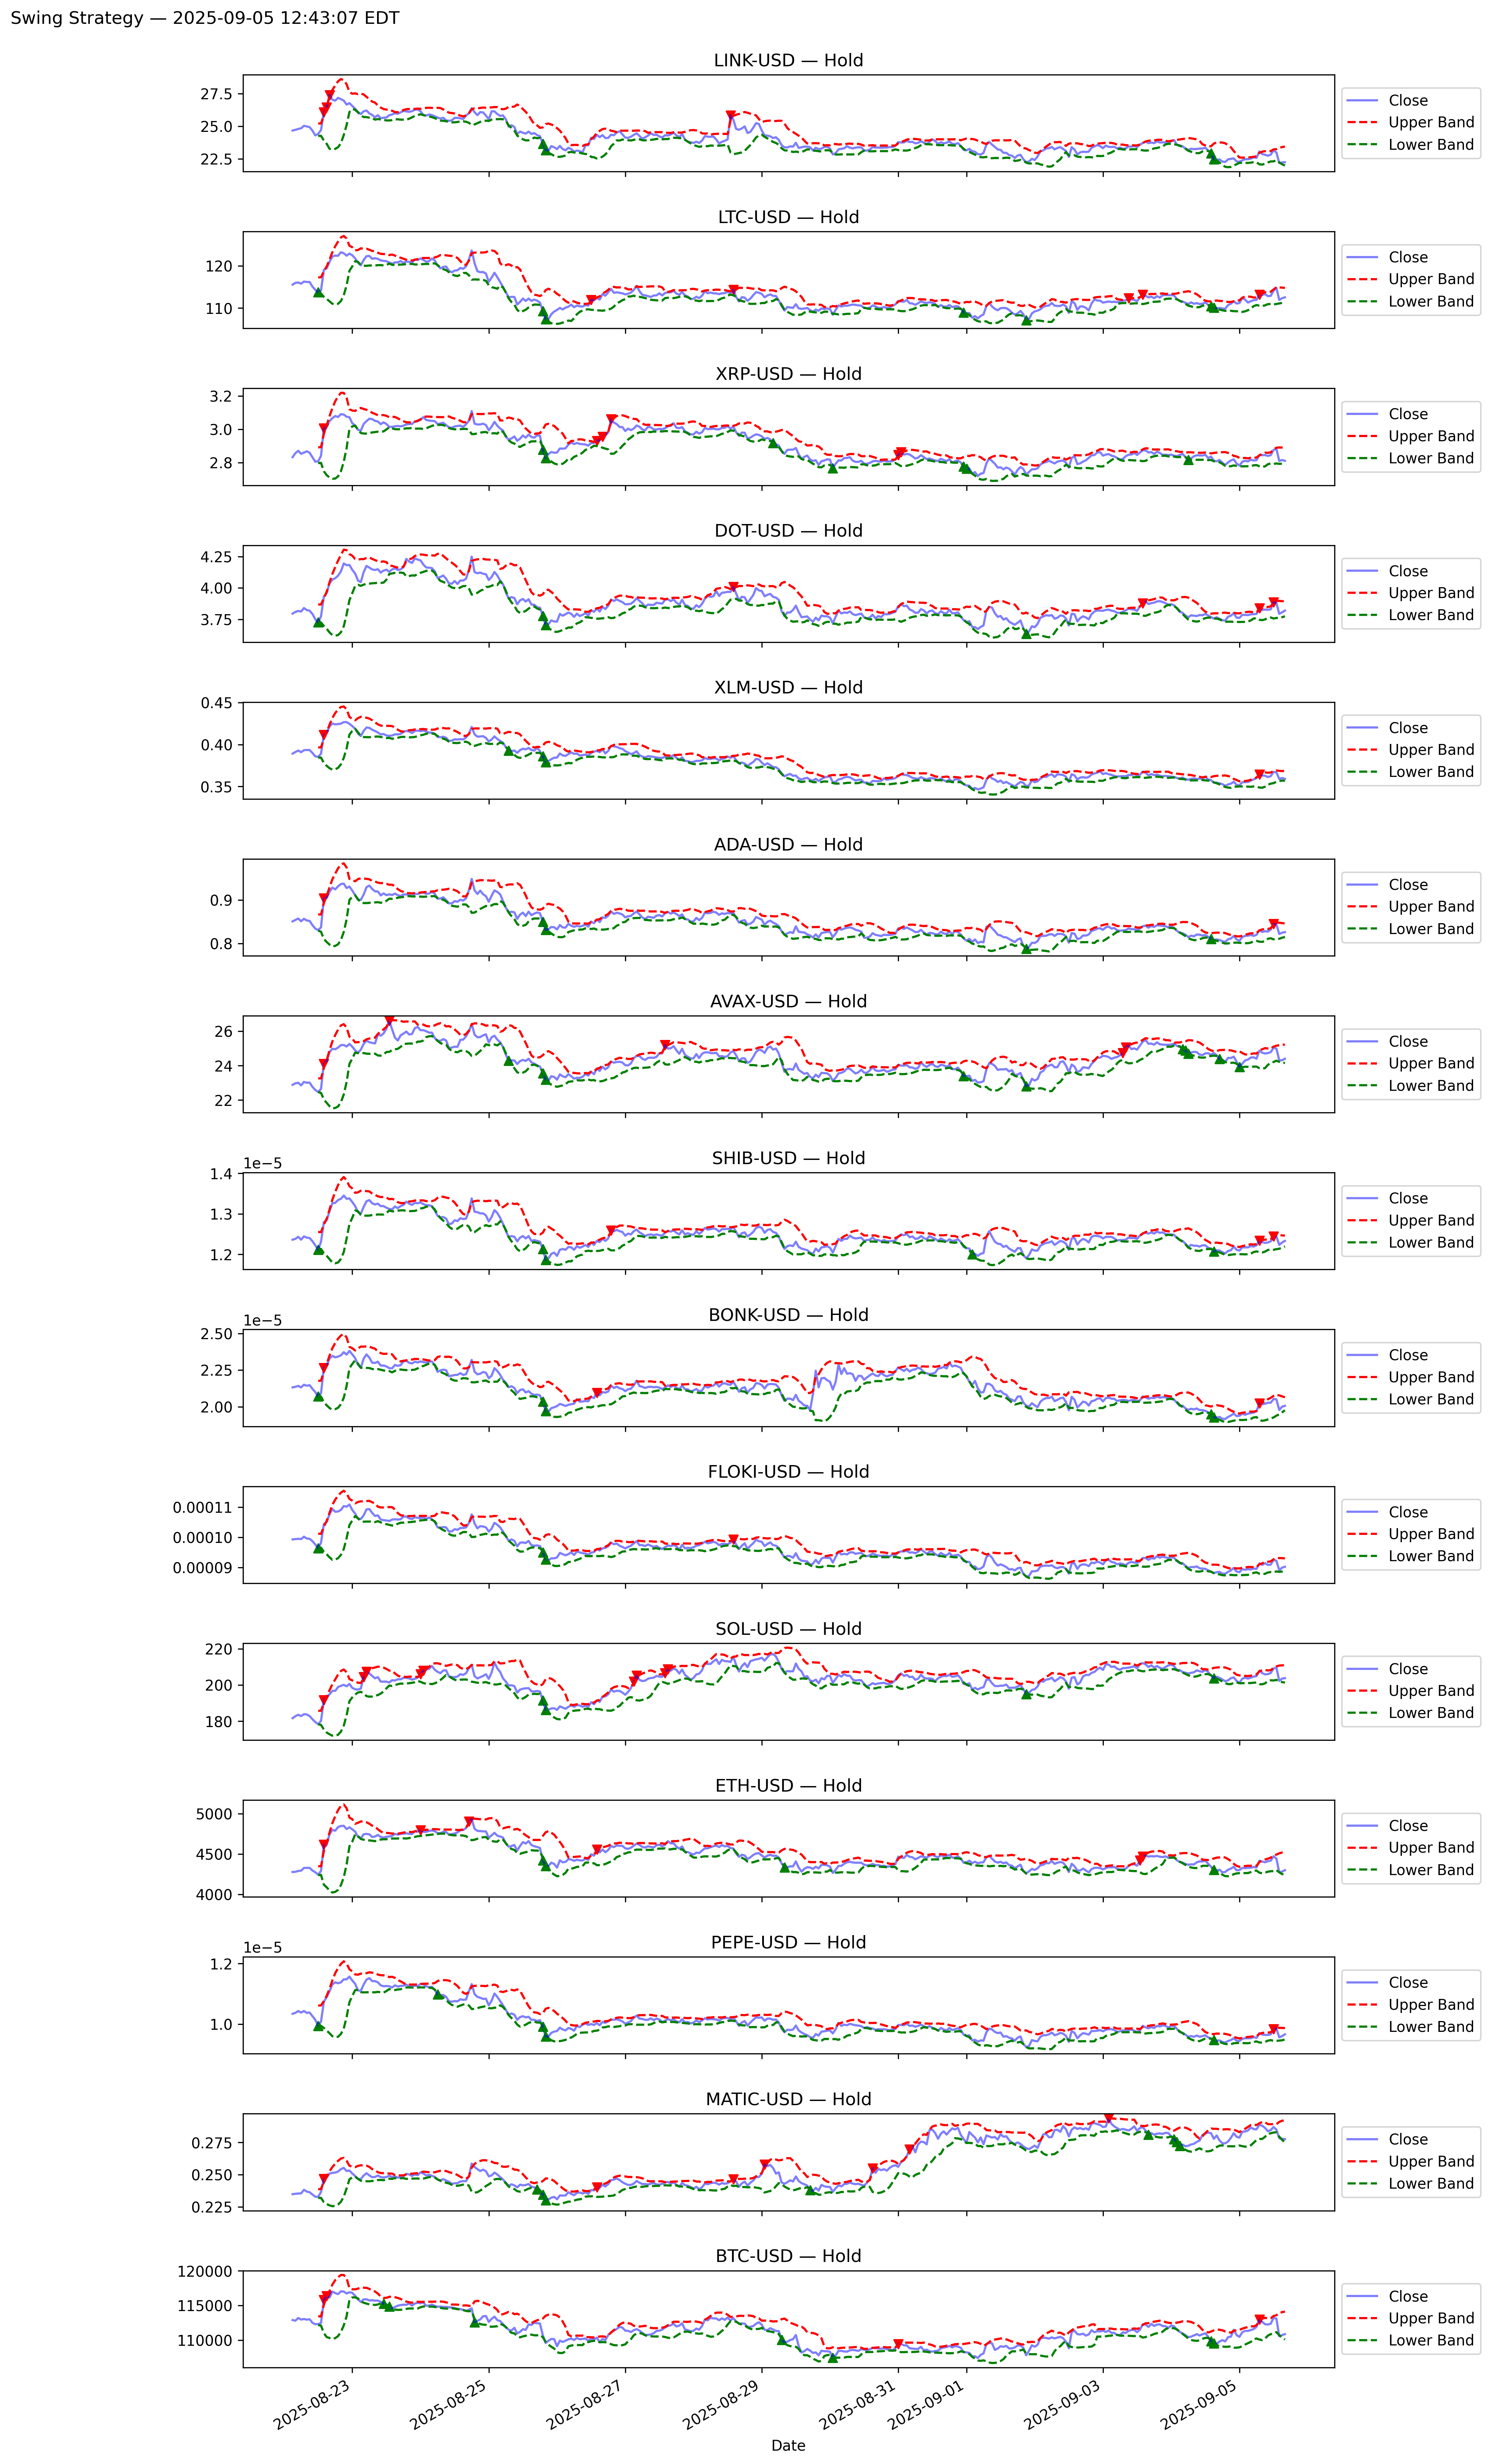 Swing Strategy — 2025-09-05 12:43:07 EDT
LINK-USD — Hold
27.5
25.0
22.5
Close
Upper Band
Lower Band
LTC-USD — Hold
120
110
Close
Upper Band
Lower Band
XRP-USD — Hold
3.2
3.0
2.8
Close
Upper Band
Lower Band
DOT-USD — Hold
4.25
4.00
3.75
Close
Upper Band
Lower Band
XLM-USD — Hold
0.45
0.40
0.35
Close
Upper Band
Lower Band
ADA-USD — Hold
0.9
0.8
Close
Upper Band
Lower Band
AVAX-USD — Hold
26
24
22
Close
Upper Band
Lower Band
SHIB-USD — Hold
1e−5
1.4
1.3
1.2
Close
Upper Band
Lower Band
BONK-USD — Hold
1e−5
2.50
2.25
2.00
Close
Upper Band
Lower Band
FLOKI-USD — Hold
0.00011
0.00010
0.00009
Close
Upper Band
Lower Band
SOL-USD — Hold
220
200
180
Close
Upper Band
Lower Band
ETH-USD — Hold
5000
4500
4000
Close
Upper Band
Lower Band
PEPE-USD — Hold
1e−5
1.2
1.0
Close
Upper Band
Lower Band
MATIC-USD — Hold
0.275
0.250
0.225
Close
Upper Band
Lower Band
BTC-USD — Hold
120000
115000
110000
Close
Upper Band
Lower Band
2025-08-23
2025-08-25
2025-08-27
2025-08-29
2025-08-31
2025-09-01
2025-09-03
2025-09-05
Date